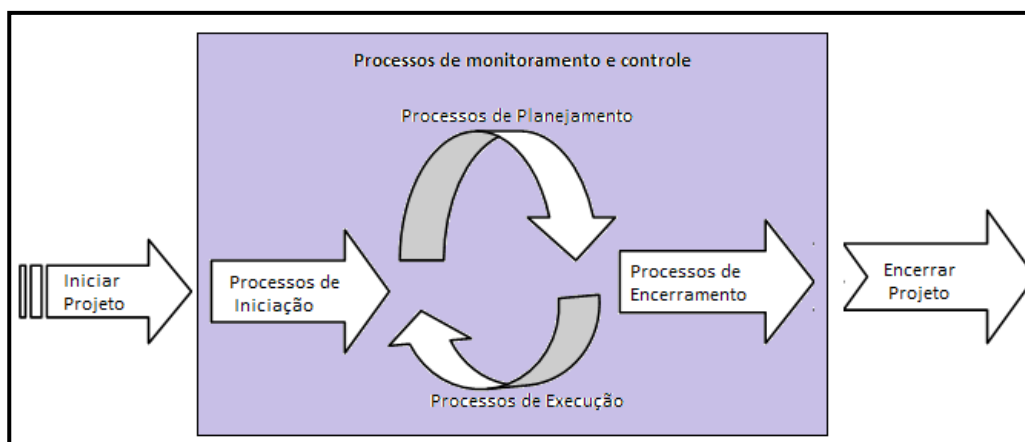 Processos de monitoramento e controle
Processos de Planejamento
Iniciar
Projeto
Processos de
Iniciação
Processos de
Encerramento
Encerrar
Projeto
Processos de Execução